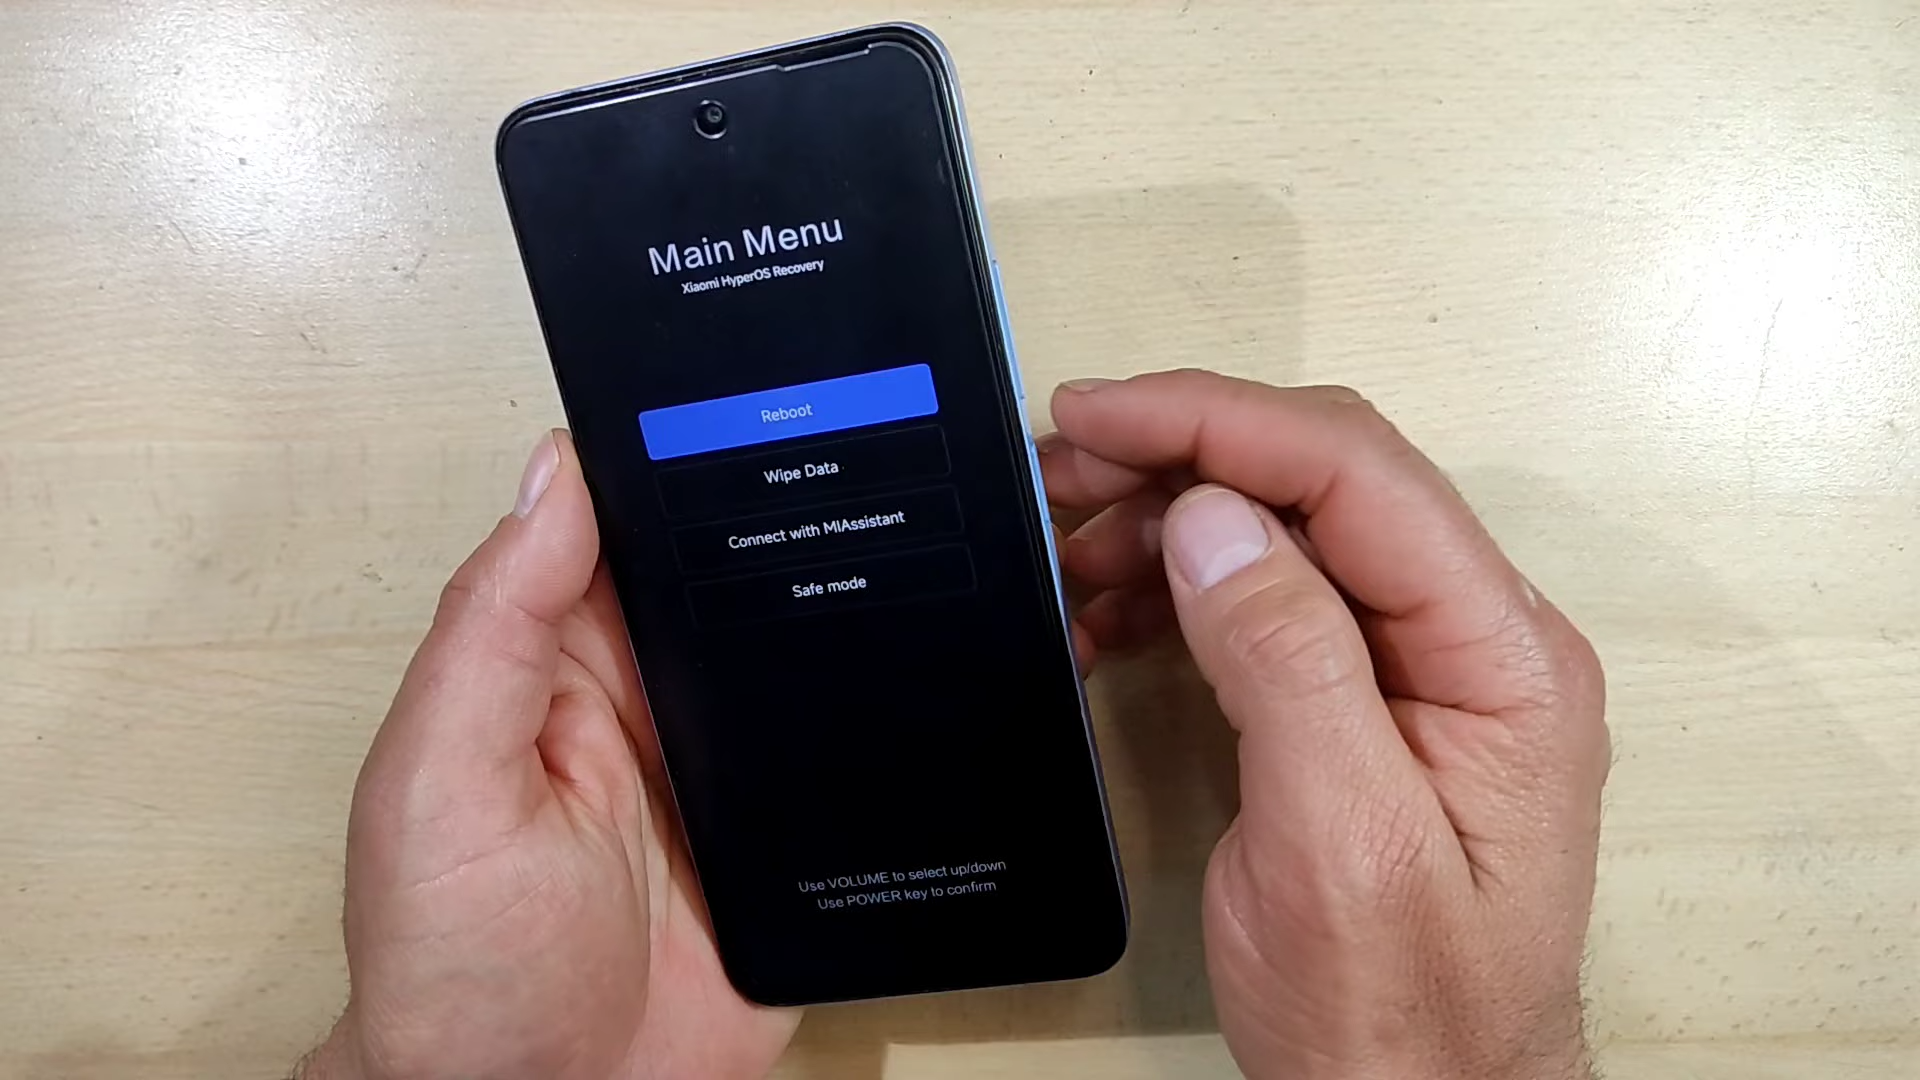 Main Menu
Xiaomi HyperOS Recovery
Reboot
Wipe Data
Connect with MIAssistant
Safe mode
Use VOLUME to select up/down
Use POWER key to confirm